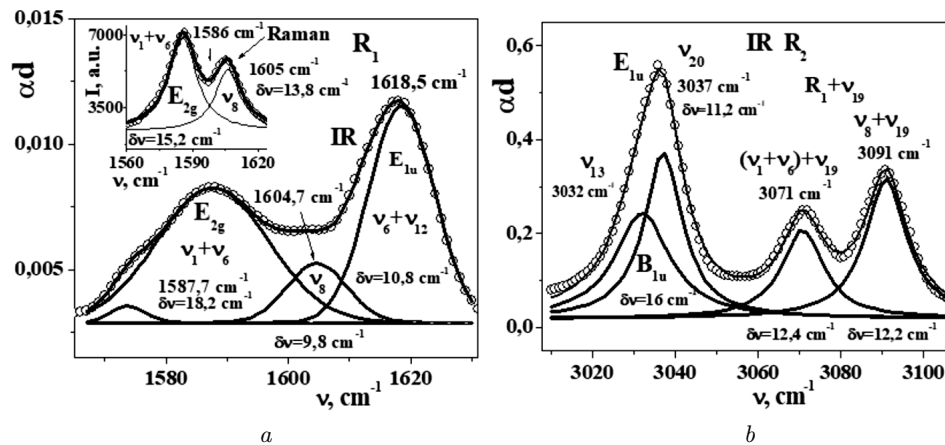 0,015
0,010
0,005
αd
7000
3500
I, a.u.
ν₁+ν₆
1586 cm⁻¹
Raman
1605 cm⁻¹
δν=13,8 cm⁻¹
E₂g
ν₈
δν=15,2 cm⁻¹
1560 1590 1620
ν, cm⁻¹
R₁
1618,5 cm⁻¹
IR
E₁u
1604,7
E₂g
ν₁+ν₆
ν₆+ν₁₂
1587,7 cm⁻¹
δν=18,2 cm⁻¹
ν₈
δν=10,8 cm⁻¹
δν=9,8 cm⁻¹
1580 1600 1620
ν, cm⁻¹
a
0,6
0,4
0,2
0,0
αd
E₁u
ν₂₀
3037 cm⁻¹
δν=11,2 cm⁻¹
IR R₂
R₁+ν₁₉
ν₈+ν₁₉
3091 cm⁻¹
ν₁₃
3032 cm⁻¹
(ν₁+ν₆)+ν₁₉
3071 cm⁻¹
B₁u
δν=16 cm⁻¹
δν=12,4 cm⁻¹ δν=12,2 cm⁻¹
3020 3040 3060 3080 3100
ν, cm⁻¹
b